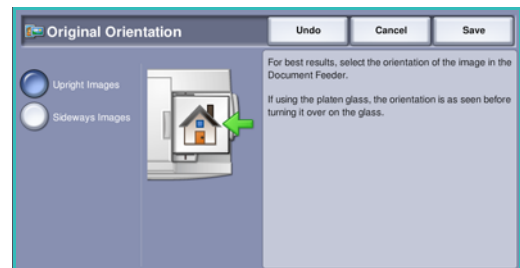 Original Orientation
Undo
Cancel
Save
Upright Images
Sideways Images
For best results, select the orientation of the image in the
Document Feeder.
If using the platen glass, the orientation is as seen before
turning it over on the glass.